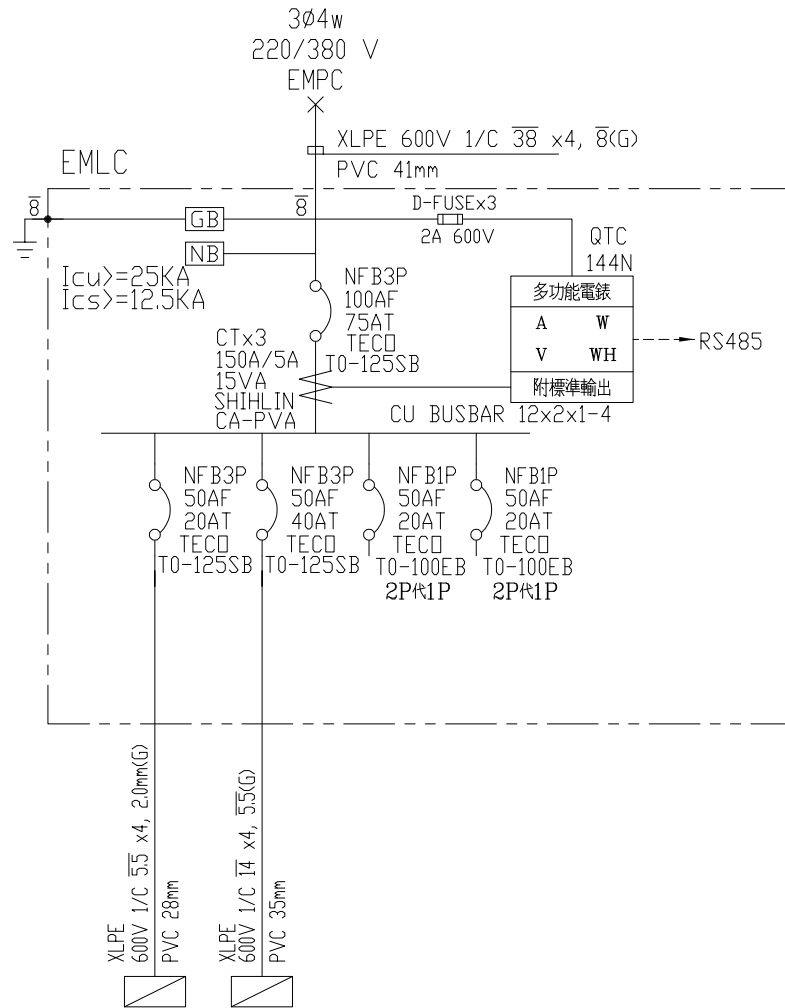 3Ø4w
220/380 V
EMPC
XLPE 600V 1/C 38 x4, 8(G)
PVC 41mm
EMLC
8
GB
8
D-FUSEx3
2A 600V
NB
QTC
144N
Icu>=25KA
Ics>=12.5KA
NFB3P
100AF
75AT
TECO
TO-125SB
多功能電錶
A W
V WH
附標準輸出
RS485
CTx3
150A/5A
15VA
SHIHLIN
CA-PVA
CU BUSBAR 12x2x1-4
NFB3P
50AF
20AT
TECO
TO-125SB
NFB3P
50AF
40AT
TECO
TO-125SB
NFB1P
50AF
20AT
TECO
TO-100EB
2P代1P
NFB1P
50AF
20AT
TECO
TO-100EB
2P代1P
XLPE
600V 1/C 5.5 x4, 2.0mm(G)
PVC 28mm
XLPE
600V 1/C 14 x4, 5.5(G)
PVC 35mm